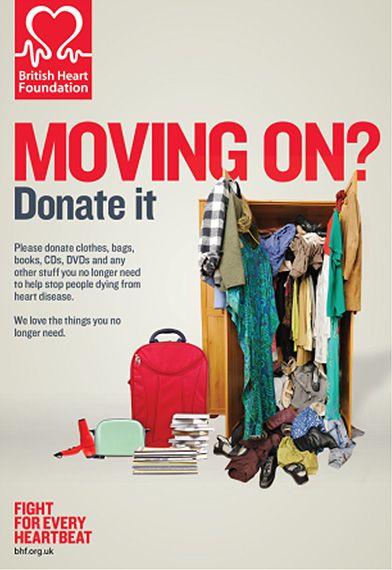 British Heart
Foundation
MOVING ON?
Donate it
Please donate clothes, bags,
books, CDs, DVDs and any
other stuff you no longer need
to help stop people dying from
heart disease.
We love the things you no
longer need.
FIGHT
FOR EVERY
HEARTBEAT
bhf.org.uk